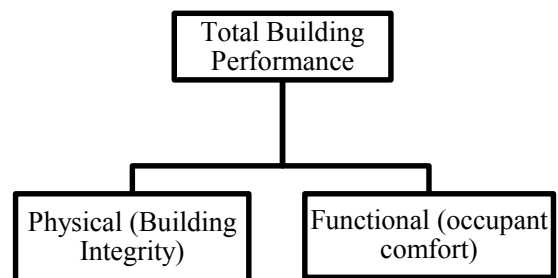 Total Building
Performance
Physical (Building
Integrity)
Functional (occupant
comfort)